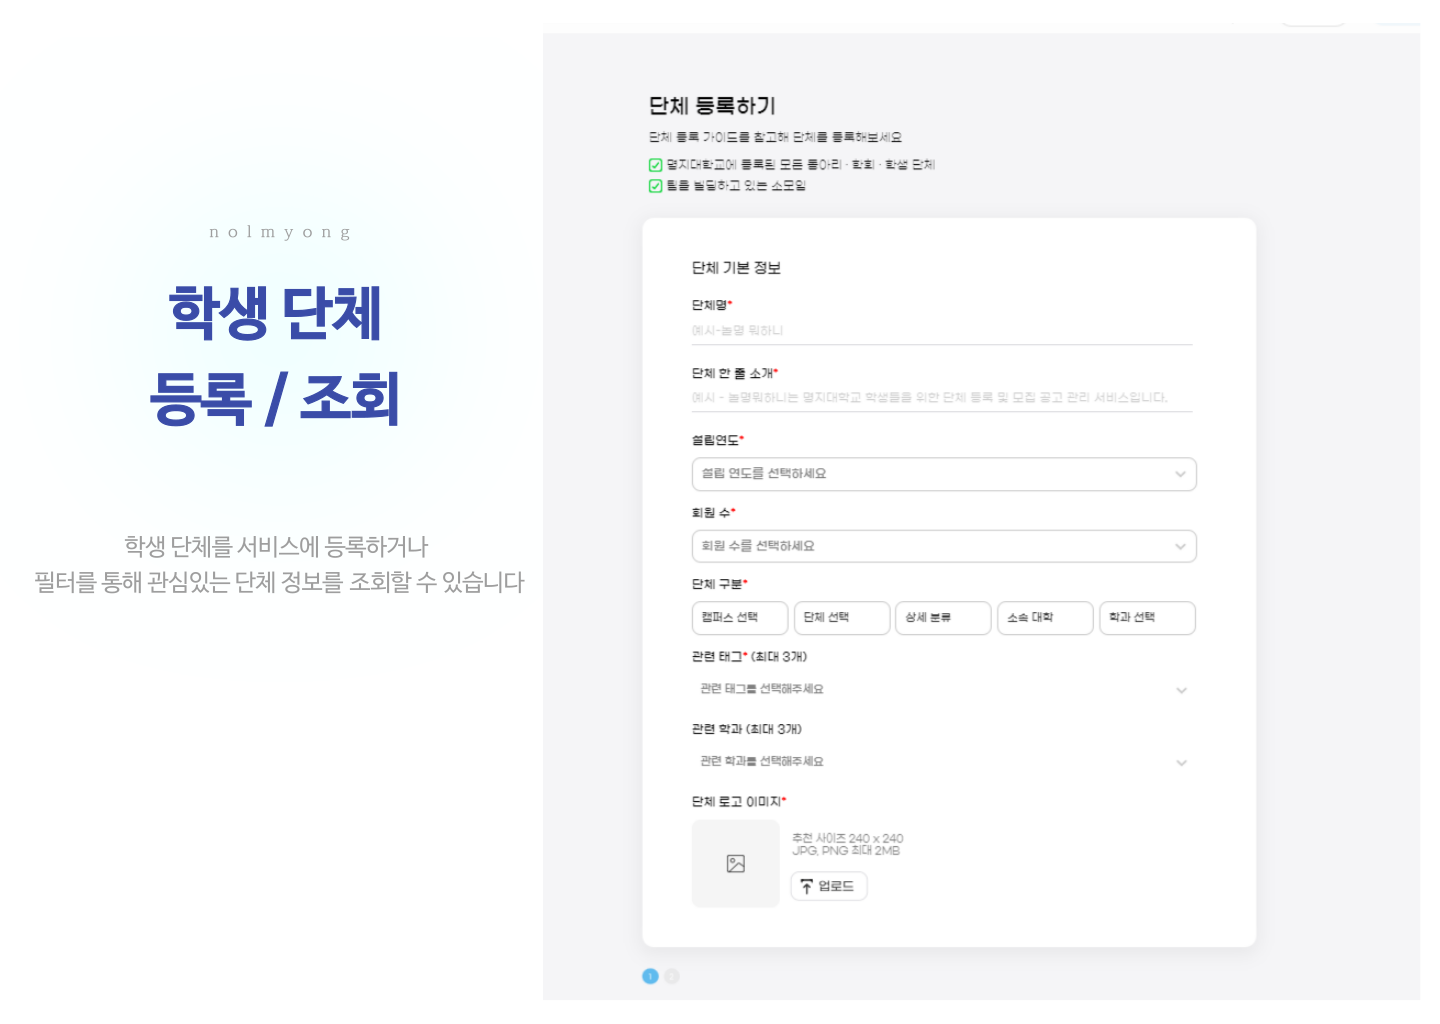 nolmyong
학생 단체
등록 / 조회
학생 단체를 서비스에 등록하거나
필터를 통해 관심있는 단체 정보를 조회할 수 있습니다
단체 등록하기
단체 등록 가이드를 참고해 단체를 등록해보세요
명지대학교에 등록된 모든 동아리 · 학회 · 학생 단체
팀을 빌딩하고 있는 소모임
단체 기본 정보
단체명*
예시-놀명 뭐하니
단체 한 줄 소개*
예시 - 놀명뭐하니는 명지대학교 학생들을 위한 단체 등록 및 모집 공고 관리 서비스입니다.
설립연도*
설립 연도를 선택하세요
회원 수*
회원 수를 선택하세요
단체 구분*
캠퍼스 선택 단체 선택 상세 분류 소속 대학 학과 선택
관련 태그* (최대 3개)
관련 태그를 선택해주세요
관련 학과 (최대 3개)
관련 학과를 선택해주세요
단체 로고 이미지*
추천 사이즈 240 x 240
JPG, PNG 최대 2MB
업로드
1 2